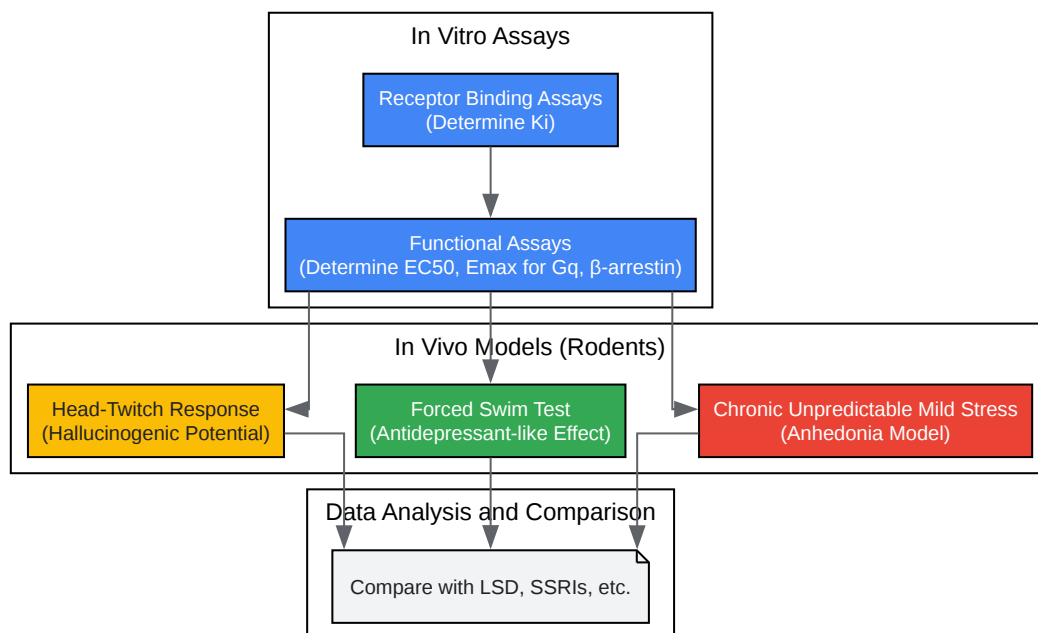 In Vitro Assays
Receptor Binding Assays
(Determine Ki)
Functional Assays
(Determine EC50, Emax for Gq, β-arrestin)
In Vivo Models (Rodents)
Head-Twitch Response
(Hallucinogenic Potential)
Forced Swim Test
(Antidepressant-like Effect)
Chronic Unpredictable Mild Stress
(Anhedonia Model)
Data Analysis and Comparison
Compare with LSD, SSRIs, etc.